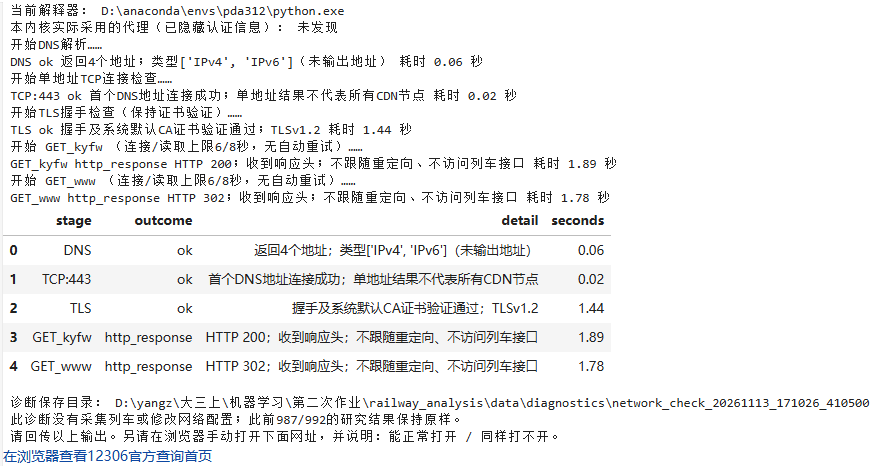 当前解释器： D:\anaconda\envs\pda312\python.exe
本内核实际采用的代理（已隐藏认证信息）： 未发现
开始DNS解析……
DNS ok 返回4个地址；类型['IPv4', 'IPv6']（未输出地址） 耗时 0.06 秒
开始单地址TCP连接检查……
TCP:443 ok 首个DNS地址连接成功；单地址结果不代表所有CDN节点 耗时 0.02 秒
开始TLS握手检查（保持证书验证）……
TLS ok 握手及系统默认CA证书验证通过；TLSv1.2 耗时 1.44 秒
开始 GET_kyfw （连接/读取上限6/8秒，无自动重试）……
GET_kyfw http_response HTTP 200；收到响应头；不跟随重定向、不访问列车接口 耗时 1.89 秒
开始 GET_www （连接/读取上限6/8秒，无自动重试）……
GET_www http_response HTTP 302；收到响应头；不跟随重定向、不访问列车接口 耗时 1.78 秒
stage outcome detail seconds
0 DNS ok 返回4个地址；类型['IPv4', 'IPv6']（未输出地址） 0.06
1 TCP:443 ok 首个DNS地址连接成功；单地址结果不代表所有CDN节点 0.02
2 TLS ok 握手及系统默认CA证书验证通过；TLSv1.2 1.44
3 GET_kyfw http_response HTTP 200；收到响应头；不跟随重定向、不访问列车接口 1.89
4 GET_www http_response HTTP 302；收到响应头；不跟随重定向、不访问列车接口 1.78
诊断保存目录： D:\yangz\大三上\机器学习\第二次作业\railway_analysis\data\diagnostics\network_check_20261113_171026_410500
此诊断没有采集列车或修改网络配置；此前987/992的研究结果保持原样。
请回传以上输出。另请在浏览器手动打开下面网址，并说明：能正常打开 / 同样打不开。
在浏览器查看12306官方查询首页